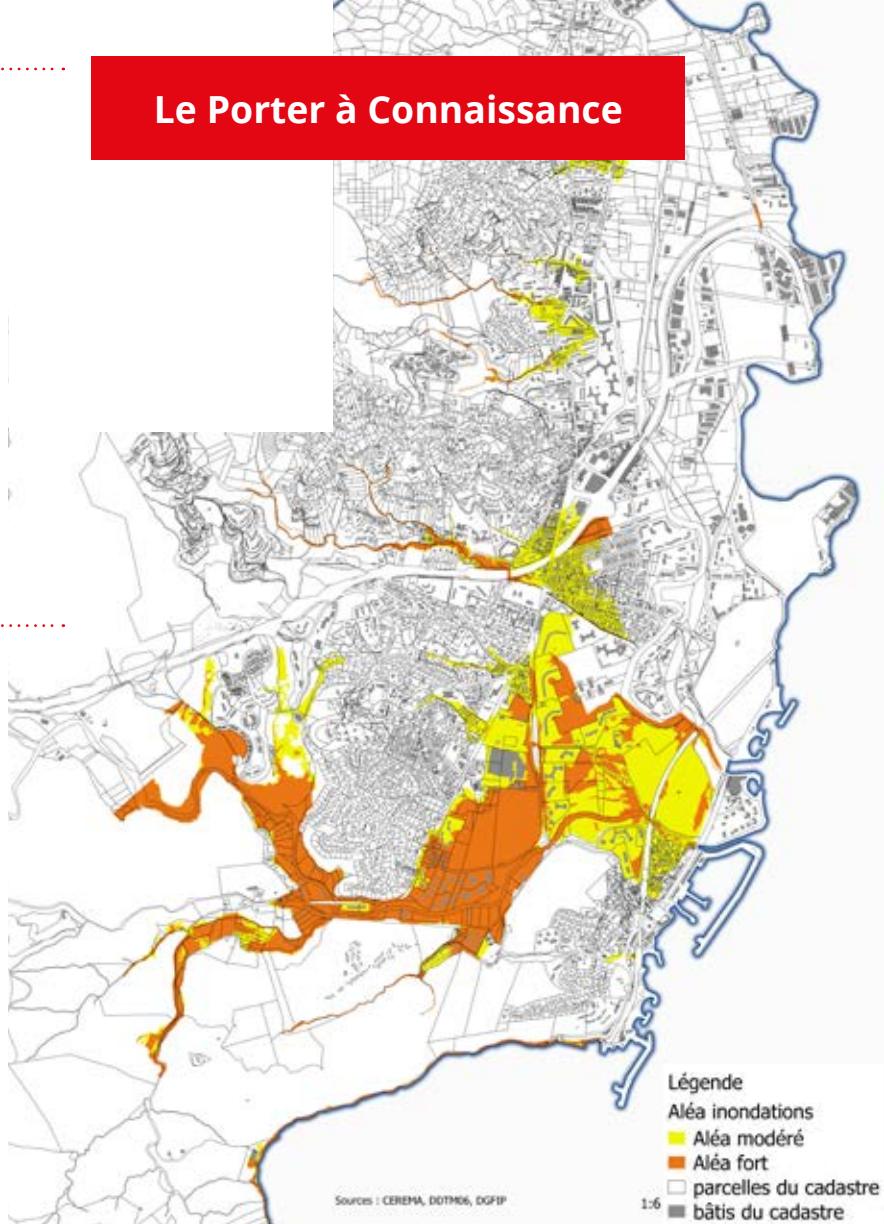 Le Porter à Connaissance
Légende
Aléa inondations
Aléa modéré
Aléa fort
parcelles du cadastre
bâtis du cadastre
Sources : CEREMA, DDTM06, DGFIP
1:6